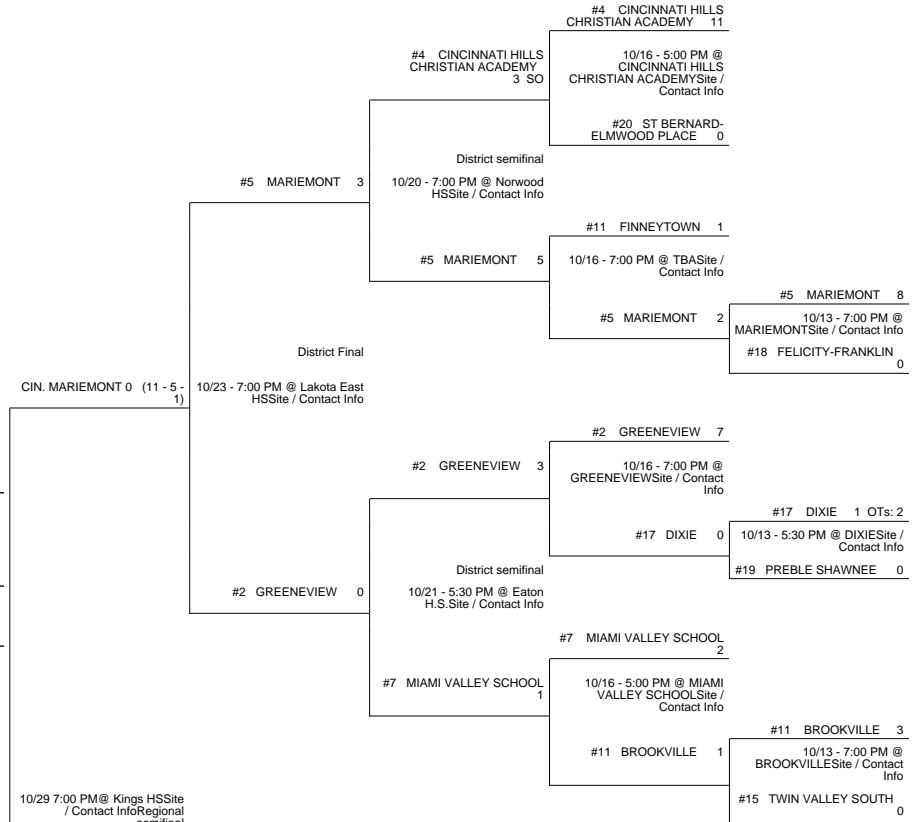 #4 CINCINNATI HILLS
CHRISTIAN ACADEMY 11
#4 CINCINNATI HILLS
CHRISTIAN ACADEMY
3 SO
10/16 - 5:00 PM @
CINCINNATI HILLS
CHRISTIAN ACADEMYSite /
Contact Info
#20 ST BERNARD-
ELMWOOD PLACE 0
District semifinal
#5 MARIEMONT 3
10/20 - 7:00 PM @ Norwood
HSSite / Contact Info
#11 FINNEYTOWN 1
#5 MARIEMONT 5
10/16 - 7:00 PM @ TBASite /
Contact Info
#5 MARIEMONT 8
#5 MARIEMONT 2
10/13 - 7:00 PM @
MARIEMONTSite / Contact Info
#18 FELICITY-FRANKLIN
0
District Final
CIN. MARIEMONT 0 (11 - 5 -
1)
10/23 - 7:00 PM @ Lakota East
HSSite / Contact Info
#2 GREENEVIEW 7
#2 GREENEVIEW 3
10/16 - 7:00 PM @
GREENEVIEWSite / Contact
Info
#17 DIXIE 1 OTs: 2
#17 DIXIE 0
10/13 - 5:30 PM @ DIXIESite /
Contact Info
#19 PREBLE SHAWNEE 0
District semifinal
#2 GREENEVIEW 0
10/21 - 5:30 PM @ Eaton
H.S.Site / Contact Info
#7 MIAMI VALLEY SCHOOL
2
#7 MIAMI VALLEY SCHOOL
1
10/16 - 5:00 PM @ MIAMI
VALLEY SCHOOLSite /
Contact Info
#11 BROOKVILLE 3
#11 BROOKVILLE 1
10/13 - 7:00 PM @
BROOKVILLESite / Contact
Info
#15 TWIN VALLEY SOUTH
0
10/29 7:00 PM@ Kings HSSite
/ Contact InfoRegional
semifinal